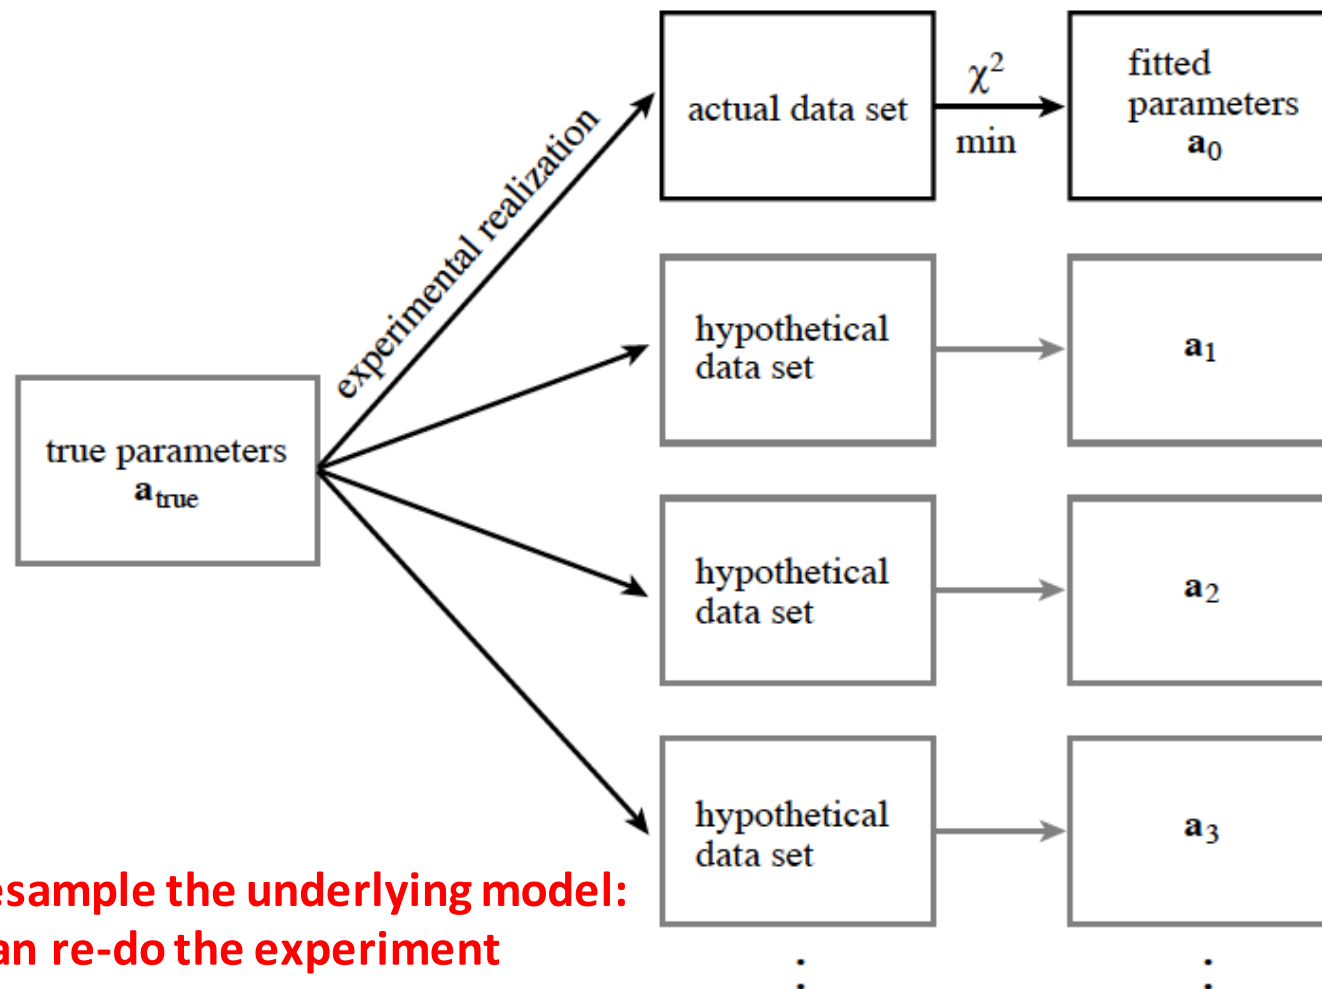 actual data set
χ²
min
fitted
parameters
a₀
experimental realization
hypothetical
data set
a₁
true parameters
a_true
hypothetical
data set
a₂
hypothetical
data set
a₃
esample the underlying model:
an re-do the experiment